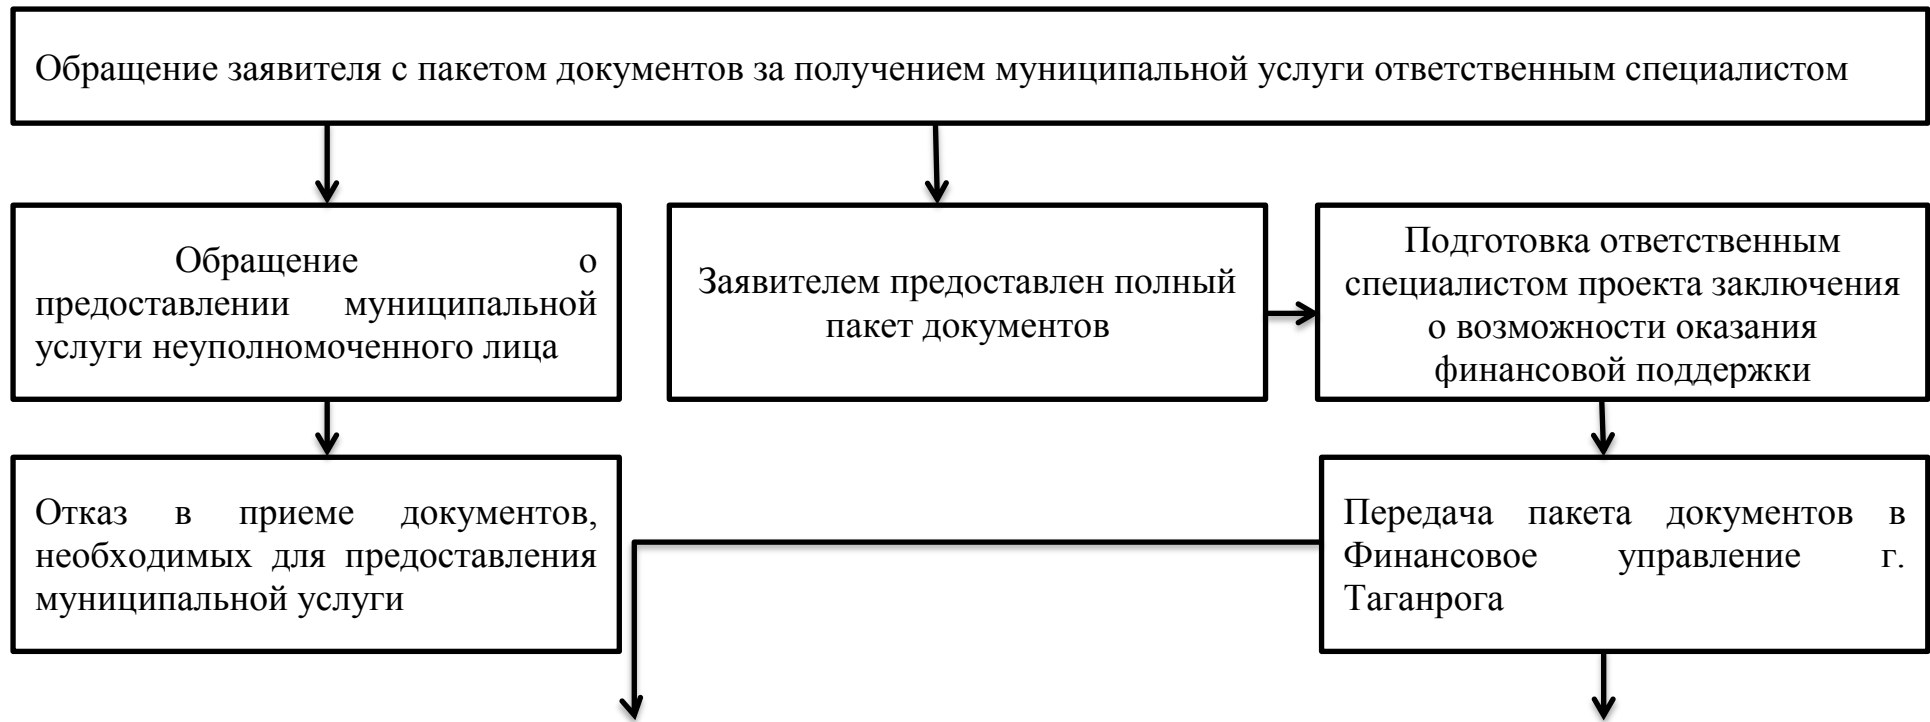 Обращение заявителя с пакетом документов за получением муниципальной услуги ответственным специалистом
Обращение о
предоставлении муниципальной
услуги неуполномоченного лица
Заявителем предоставлен полный
пакет документов
Подготовка ответственным
специалистом проекта заключения
о возможности оказания
финансовой поддержки
Отказ в приеме документов,
необходимых для предоставления
муниципальной услуги
Передача пакета документов в
Финансовое управление г.
Таганрога